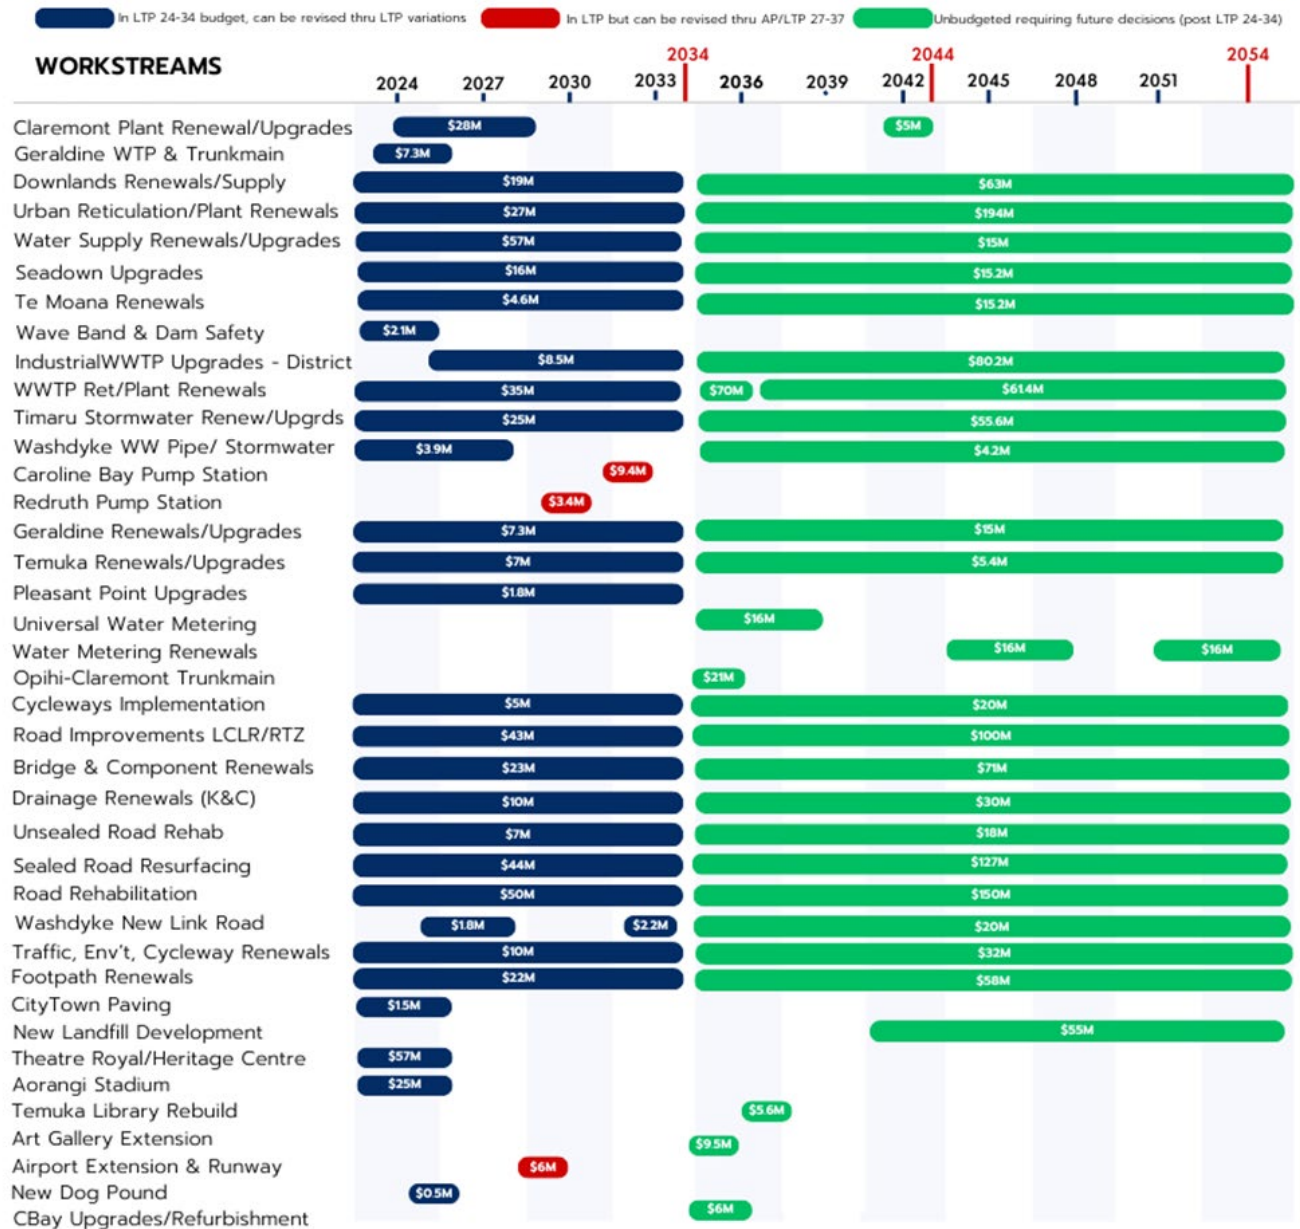 In LTP 24-34 budget, can be revised thru LTP variations In LTP but can be revised thru AP/LTP 27-37 Unbudgeted requiring future decisions (post LTP 24-34)
2034 2044 2054
WORKSTREAMS
2024 2027 2030 2033 2036 2039 2042 2045 2048 2051
Claremont Plant Renewal/Upgrades $28M $5M
Geraldine WTP & Trunkmain $7.3M
Downlands Renewals/Supply $19M $63M
Urban Reticulation/Plant Renewals $27M $194M
Water Supply Renewals/Upgrades $57M $15M
Seadown Upgrades $16M $15.2M
Te Moana Renewals $4.6M $15.2M
Wave Band & Dam Safety $2.1M
IndustrialWWTP Upgrades - District $8.5M $80.2M
WWTP Ret/Plant Renewals $35M $70M $61.4M
Timaru Stormwater Renew/Upgrds $25M $55.6M
Washdyke WW Pipe/ Stormwater $3.9M $4.2M
Caroline Bay Pump Station $9.4M
Redruth Pump Station $3.4M
Geraldine Renewals/Upgrades $7.3M $15M
Temuka Renewals/Upgrades $7M $5.4M
Pleasant Point Upgrades $1.8M
Universal Water Metering $16M
Water Metering Renewals $16M $16M
Opihi-Claremont Trunkmain $21M
Cycleways Implementation $5M $20M
Road Improvements LCLR/RTZ $43M $100M
Bridge & Component Renewals $23M $71M
Drainage Renewals (K&C) $10M $30M
Unsealed Road Rehab $7M $18M
Sealed Road Resurfacing $44M $127M
Road Rehabilitation $50M $150M
Washdyke New Link Road $1.8M $2.2M $20M
Traffic, Env't, Cycleway Renewals $10M $32M
Footpath Renewals $22M $58M
CityTown Paving $1.5M
New Landfill Development $55M
Theatre Royal/Heritage Centre $57M
Aorangi Stadium $25M
Temuka Library Rebuild $5.6M
Art Gallery Extension $9.5M
Airport Extension & Runway $6M
New Dog Pound $0.5M
CBay Upgrades/Refurbishment $6M